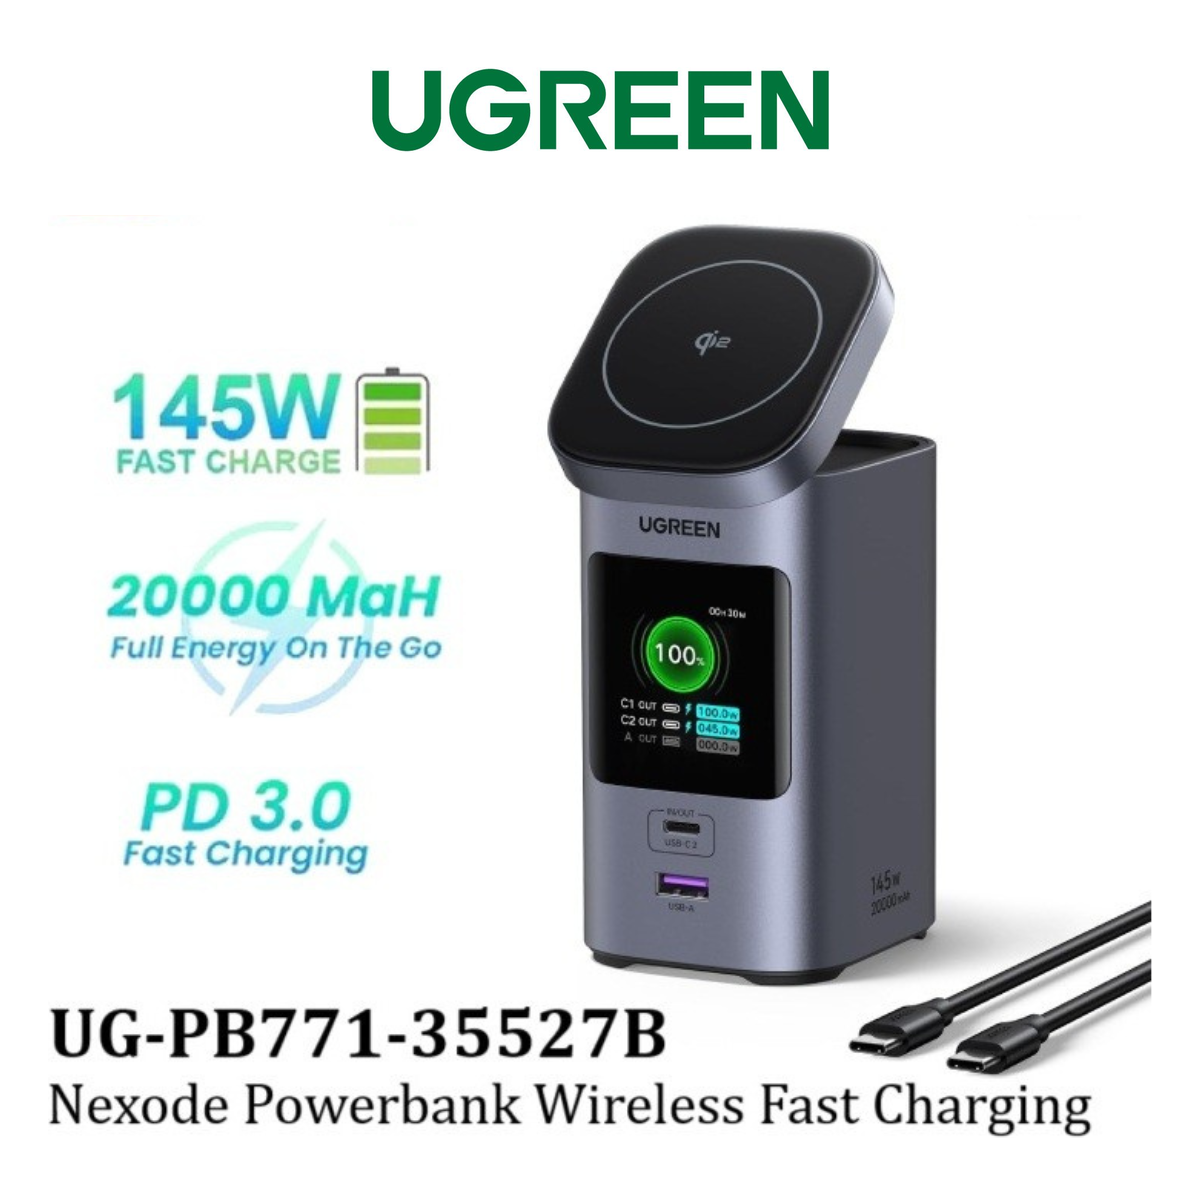 UGREEN
qi2
145W
FAST CHARGE
20000 MaH
Full Energy On The Go
PD 3.0
Fast Charging
UGREEN
00H30M
100%
C1 OUT 100.0W
C2 OUT 045.0W
A OUT 000.0W
IN/OUT
USB-C 2
USB-A
145W
20000mAh
UG-PB771-35527B
Nexode Powerbank Wireless Fast Charging